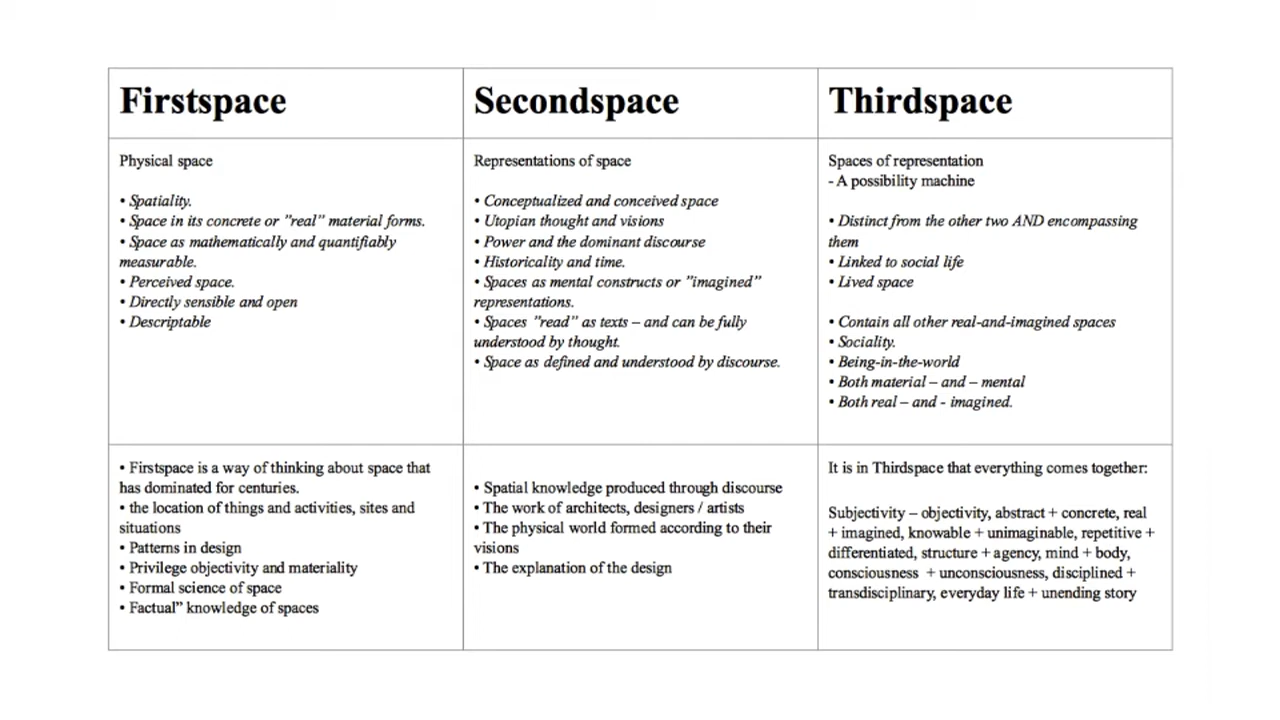 Firstspace
Secondspace
Thirdspace
Physical space
• Spatiality.
• Space in its concrete or ”real” material forms.
• Space as mathematically and quantifiably
measurable.
• Perceived space.
• Directly sensible and open
• Descriptable
Representations of space
• Conceptualized and conceived space
• Utopian thought and visions
• Power and the dominant discourse
• Historicality and time.
• Spaces as mental constructs or ”imagined”
representations.
• Spaces ”read” as texts – and can be fully
understood by thought.
• Space as defined and understood by discourse.
Spaces of representation
- A possibility machine
• Distinct from the other two AND encompassing
them
• Linked to social life
• Lived space
• Contain all other real-and-imagined spaces
• Sociality.
• Being-in-the-world
• Both material – and – mental
• Both real – and - imagined.
• Firstspace is a way of thinking about space that
has dominated for centuries.
• the location of things and activities, sites and
situations
• Patterns in design
• Privilege objectivity and materiality
• Formal science of space
• Factual” knowledge of spaces
• Spatial knowledge produced through discourse
• The work of architects, designers / artists
• The physical world formed according to their
visions
• The explanation of the design
It is in Thirdspace that everything comes together:
Subjectivity – objectivity, abstract + concrete, real
+ imagined, knowable + unimaginable, repetitive +
differentiated, structure + agency, mind + body,
consciousness + unconsciousness, disciplined +
transdisciplinary, everyday life + unending story